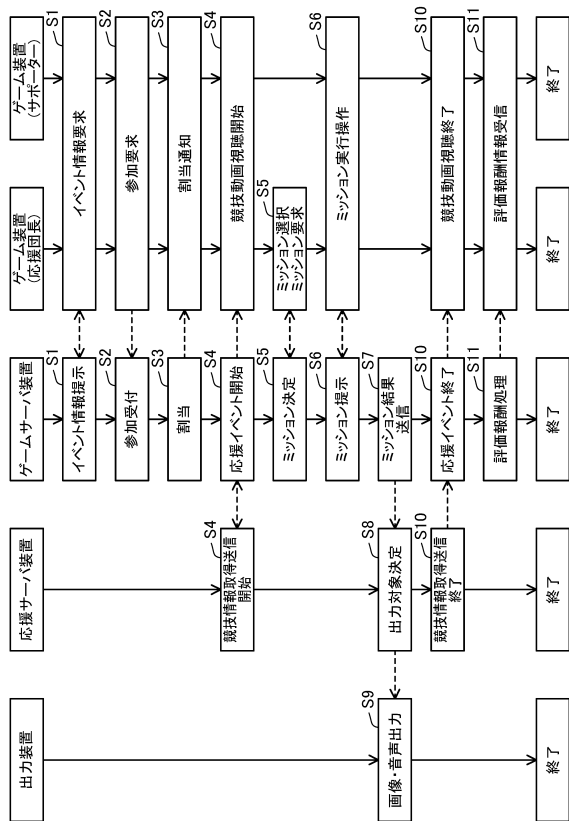 出力装置
応援サーバ装置
ゲームサーバ装置
ゲーム装置
(応援団長)
ゲーム装置
(サポーター)
S1
イベント情報提示
S1
イベント情報要求
S2
参加受付
S2
参加要求
S3
割当
S3
割当通知
S4
競技情報取得送信
開始
S4
応援イベント開始
S4
競技動画視聴開始
S5
ミッション決定
S5
ミッション選択
ミッション要求
S6
ミッション提示
S6
ミッション実行操作
S9
画像・音声出力
S8
出力対象決定
S7
ミッション結果
送信
S10
競技情報取得送信
終了
S10
応援イベント終了
S10
競技動画視聴終了
S11
評価報酬処理
S11
評価報酬情報受信
終了
終了
終了
終了
終了